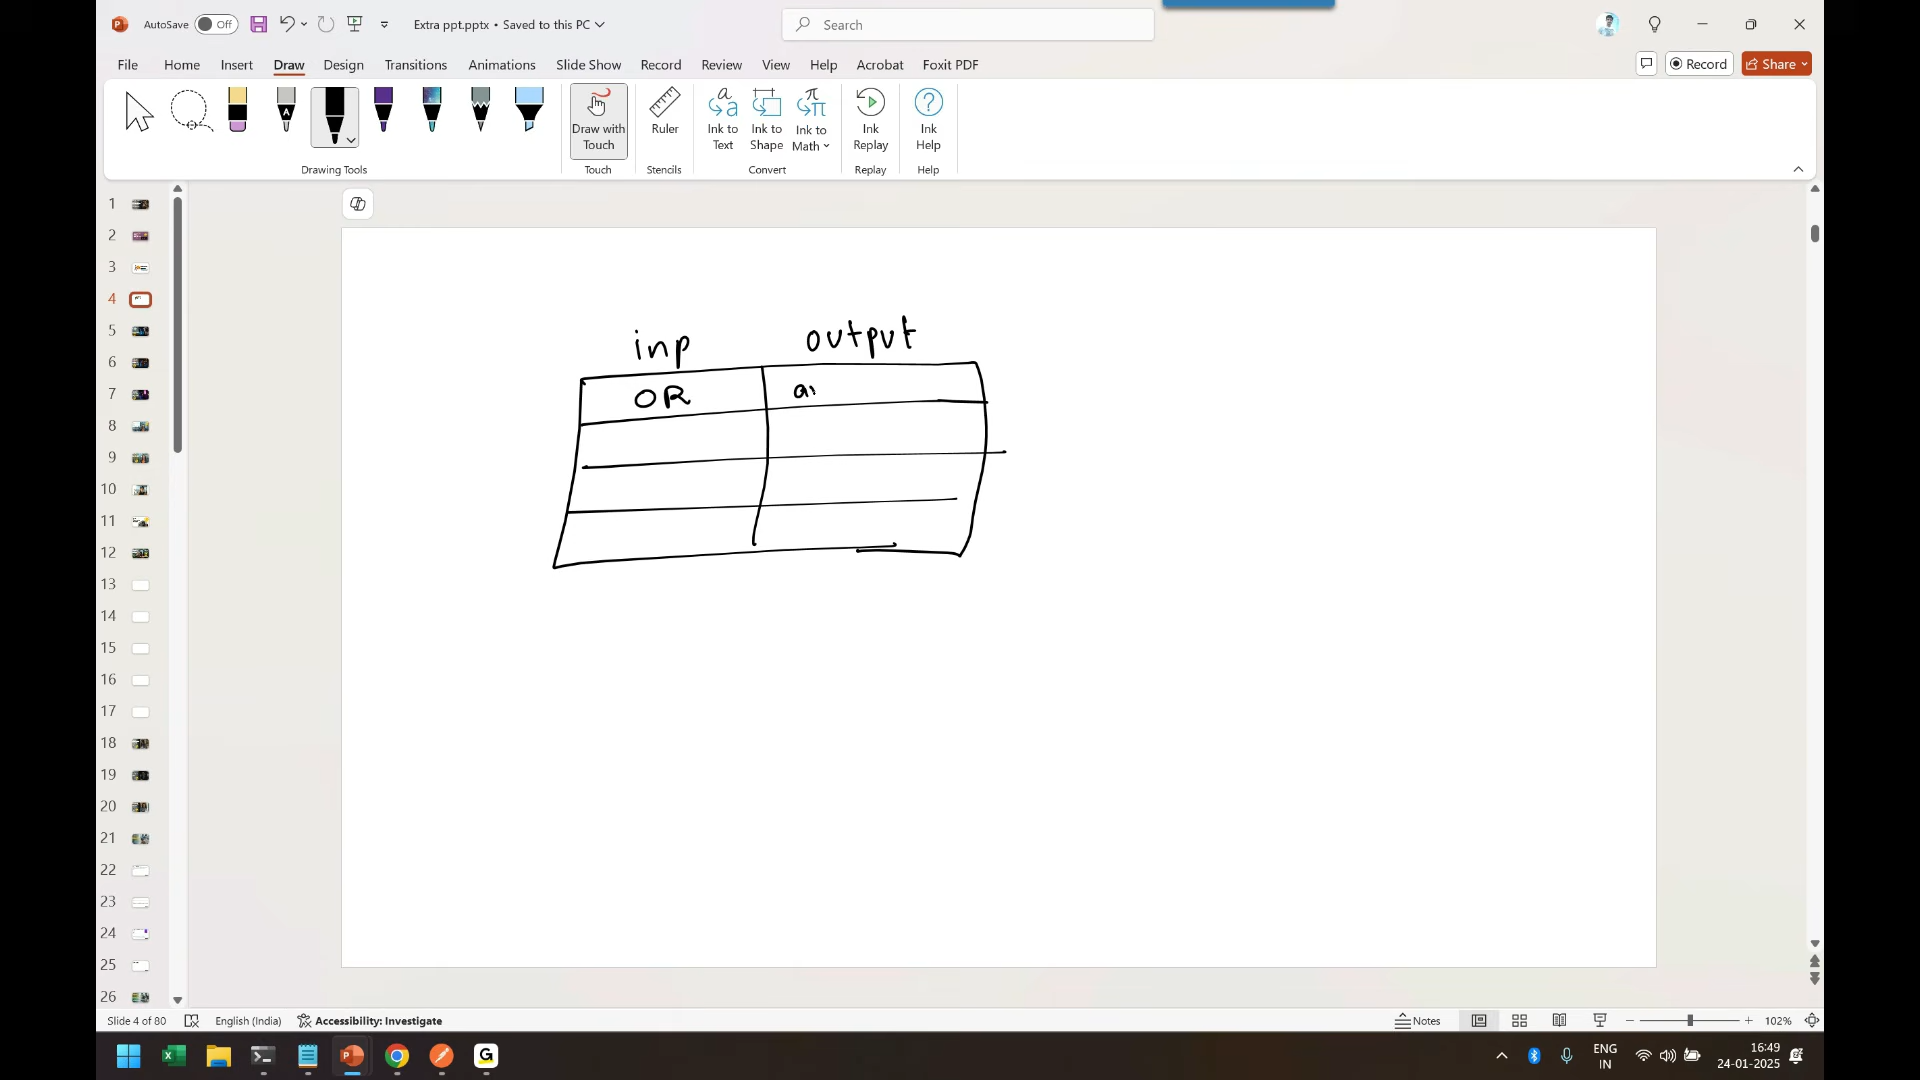 AutoSave Off Extra ppt.pptx • Saved to this PC Search
File Home Insert Draw Design Transitions Animations Slide Show Record Review View Help Acrobat Foxit PDF Record Share
Draw with Touch
Ruler
Ink to Text
Ink to Shape
Ink to Math
Ink Replay
Ink Help
Drawing Tools Touch Stencils Convert Replay Help
1
2
3
4
5
6
7
8
9
10
11
12
13
14
15
16
17
18
19
20
21
22
23
24
25
26
inp output
OR
Slide 4 of 80 English (India) Accessibility: Investigate Notes 102%
ENG IN
16:49
24-01-2025